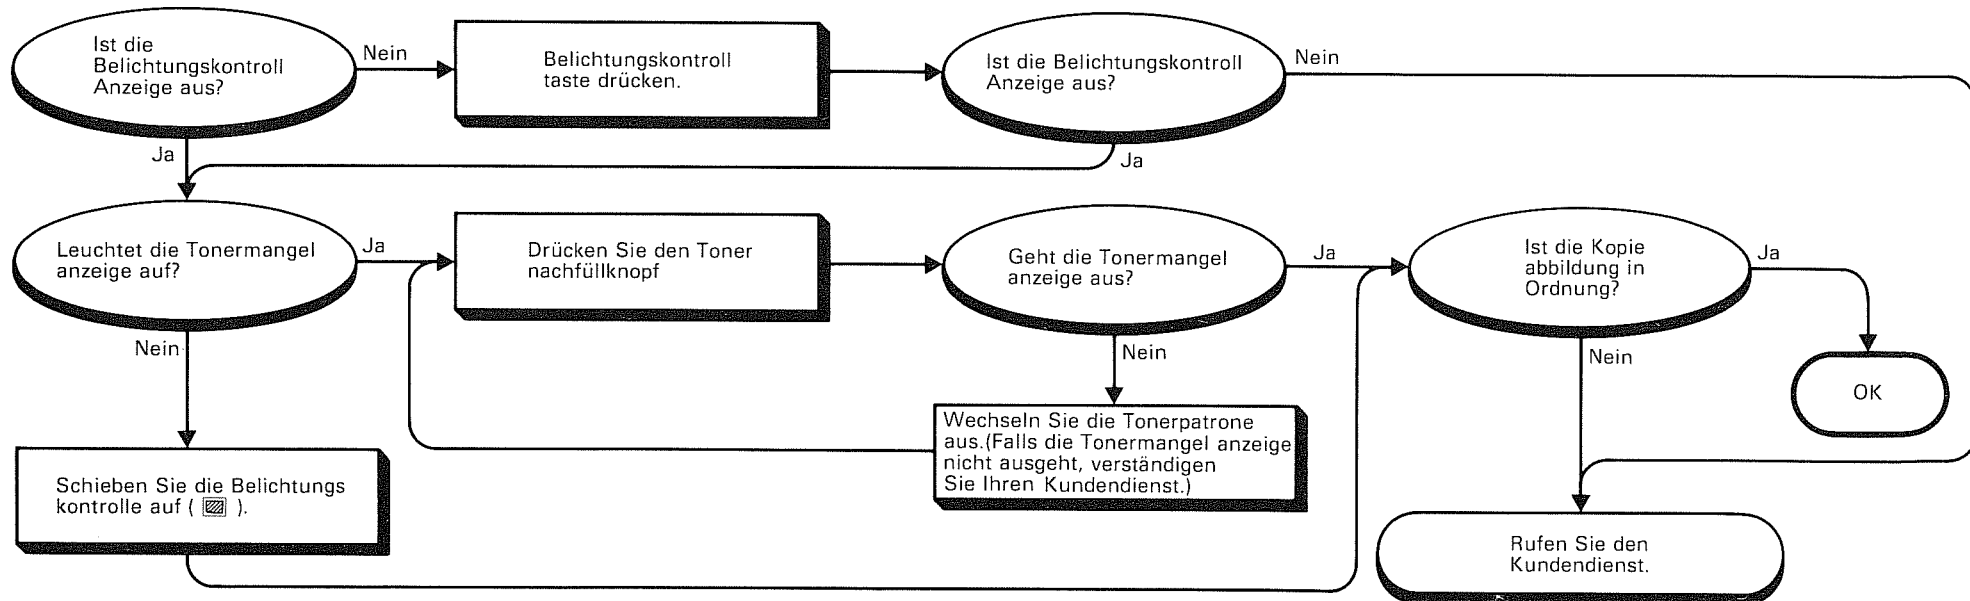 Ist die
Belichtungskontroll
Anzeige aus?
Nein
Belichtungskontroll
taste drücken.
Ist die Belichtungskontroll
Anzeige aus?
Nein
Ja
Ja
Leuchtet die Tonermangel
anzeige auf?
Ja
Drücken Sie den Toner
nachfüllknopf
Geht die Tonermangel
anzeige aus?
Ja
Ist die Kopie
abbildung in
Ordnung?
Ja
Nein
Nein
Nein
OK
Wechseln Sie die Tonerpatrone
aus.(Falls die Tonermangel anzeige
nicht ausgeht, verständigen
Sie Ihren Kundendienst.)
Schieben Sie die Belichtungs
kontrolle auf ( ).
Rufen Sie den
Kundendienst.